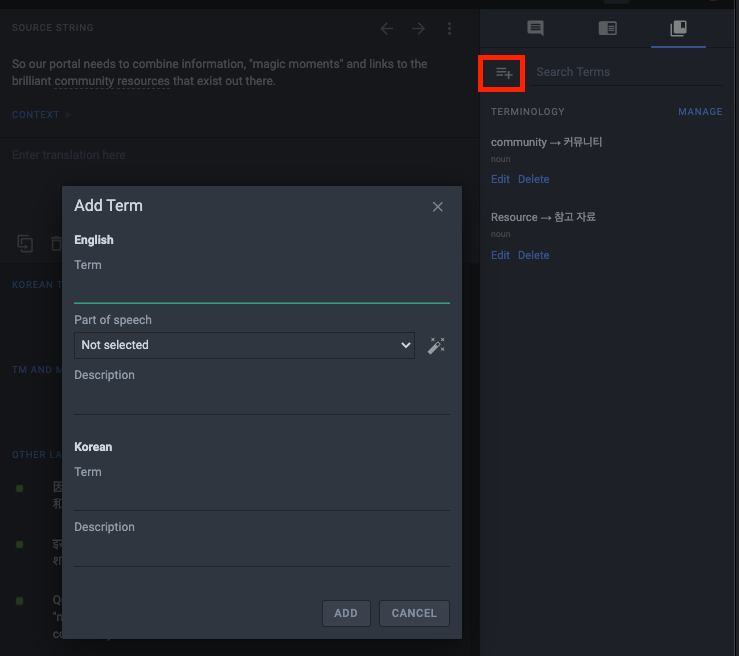 SOURCE STRING
So our portal needs to combine information, "magic moments" and links to the
brilliant community resources that exist out there.
CONTEXT
Enter translation here
Search Terms
TERMINOLOGY
MANAGE
community → 커뮤니티
noun
Edit Delete
Resource → 참고 자료
noun
Edit Delete
KOREAN T
TM AND M
OTHER LA
因
和
Add Term
English
Term
Part of speech
Not selected
Description
Korean
Term
Description
ADD
CANCEL